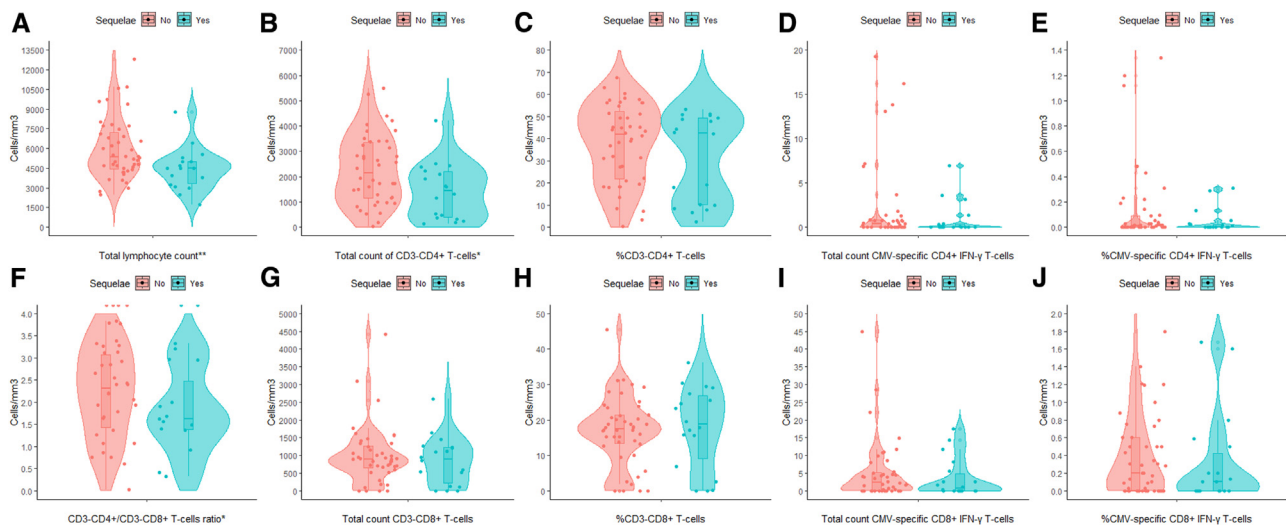 A Sequelae No Yes
Cells/mm3
13500
12000
10500
9000
7500
6000
4500
3000
1500
0
Total lymphocyte count**
B Sequelae No Yes
Cells/mm3
7000
6000
5000
4000
3000
2000
1000
0
Total count of CD3-CD4+ T-cells*
C Sequelae No Yes
Cells/mm3
80
70
60
50
40
30
20
10
0
%CD3-CD4+ T-cells
D Sequelae No Yes
Cells/mm3
20
15
10
5
0
Total count CMV-specific CD4+ IFN-γ T-cells
E Sequelae No Yes
Cells/mm3
1.4
1.2
1.0
0.8
0.6
0.4
0.2
0.0
%CMV-specific CD4+ IFN-γ T-cells
F Sequelae No Yes
Cells/mm3
4.0
3.5
3.0
2.5
2.0
1.5
1.0
0.5
0.0
CD3-CD4+/CD3-CD8+ T-cells ratio*
G Sequelae No Yes
Cells/mm3
5000
4500
4000
3500
3000
2500
2000
1500
1000
500
0
Total count CD3-CD8+ T-cells
H Sequelae No Yes
Cells/mm3
50
40
30
20
10
0
%CD3-CD8+ T-cells
I Sequelae No Yes
Cells/mm3
50
45
40
35
30
25
20
15
10
5
0
Total count CMV-specific CD8+ IFN-γ T-cells
J Sequelae No Yes
Cells/mm3
2.0
1.8
1.6
1.4
1.2
1.0
0.8
0.6
0.4
0.2
0.0
%CMV-specific CD8+ IFN-γ T-cells